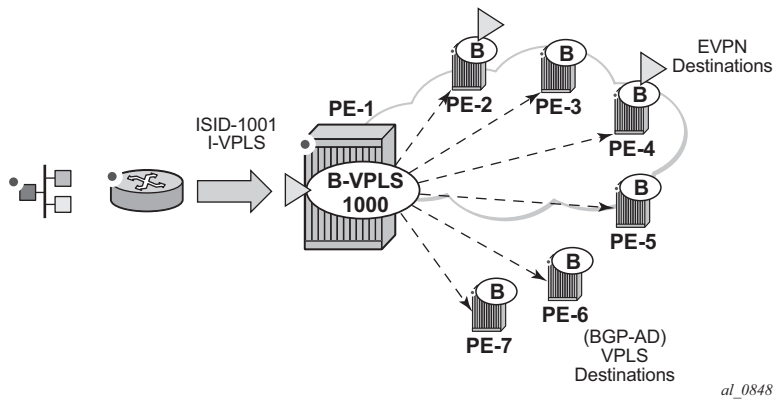 EVPN
Destinations
B
B
B
PE-1
PE-2
PE-3
PE-4
ISID-1001
I-VPLS
B-VPLS
1000
B
PE-5
B
PE-6
B
PE-7
(BGP-AD)
VPLS
Destinations
al_0848